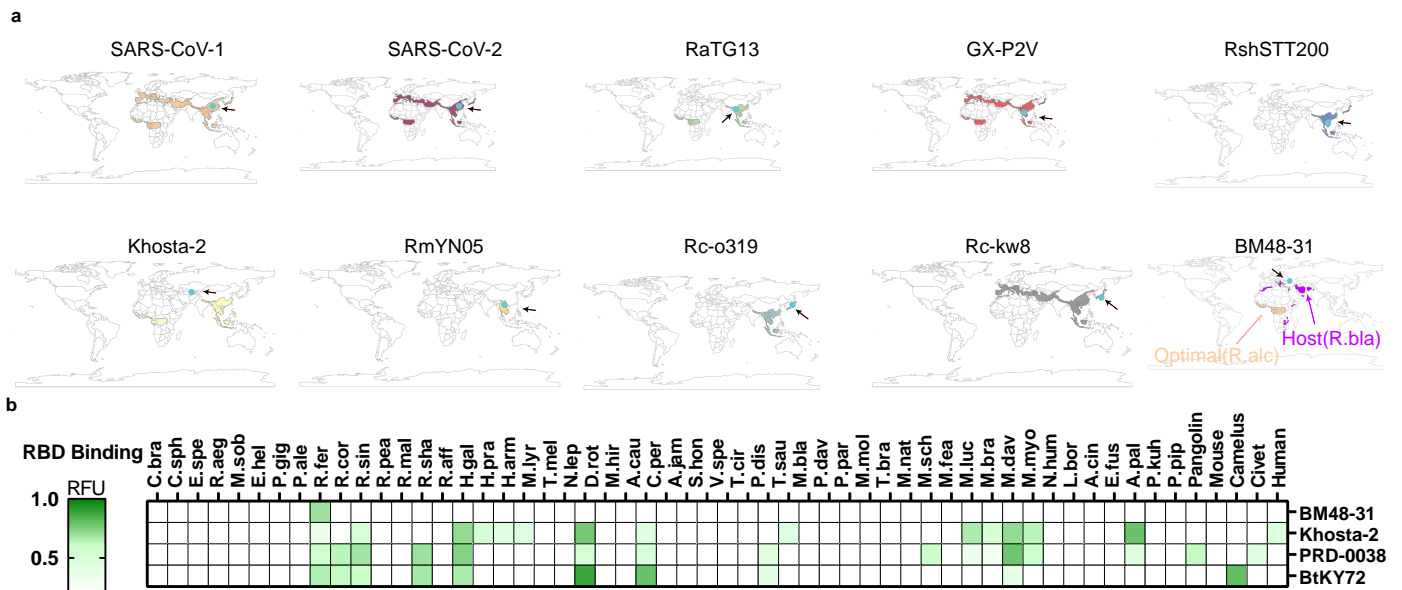 a
SARS-CoV-1
SARS-CoV-2
RaTG13
GX-P2V
RshSTT200
Khosta-2
RmYN05
Rc-o319
Rc-kw8
BM48-31
Host(R.bla)
Optimal(R.alc)
b
RBD Binding
RFU
1.0
0.5
C.bra
C.sph
E.spe
R.aeg
M.sob
E.hel
P.gig
P.ale
R.fer
R.cor
R.sin
R.pea
R.mal
R.sha
R.aff
H.gal
H.pra
H.arm
M.lyr
T.mel
N.lep
D.rot
M.hir
A.cau
C.per
A.jam
S.hon
V.spe
T.cir
P.dis
T.sau
M.bla
P.dav
P.par
M.mol
T.bra
M.nat
M.sch
M.fea
M.luc
M.bra
M.dav
M.myo
N.hum
L.bor
A.cin
E.fus
A.pal
P.kuh
P.pip
Pangolin
Mouse
Camelus
Civet
Human
BM48-31
Khosta-2
PRD-0038
BtKY72